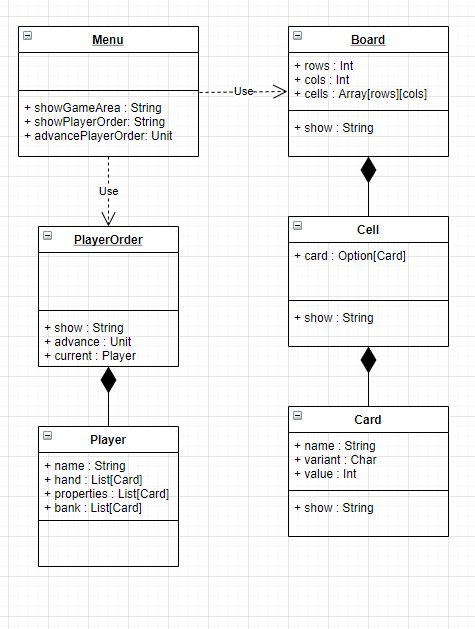 Menu
+ showGameArea : String
+ showPlayerOrder: String
+ advancePlayerOrder: Unit
Use
Board
+ rows : Int
+ cols : Int
+ cells : Array[rows][cols]
+ show : String
Use
PlayerOrder
+ show : String
+ advance : Unit
+ current : Player
Cell
+ card : Option[Card]
+ show : String
Player
+ name : String
+ hand : List[Card]
+ properties : List[Card]
+ bank : List[Card]
Card
+ name : String
+ variant : Char
+ value : Int
+ show : String